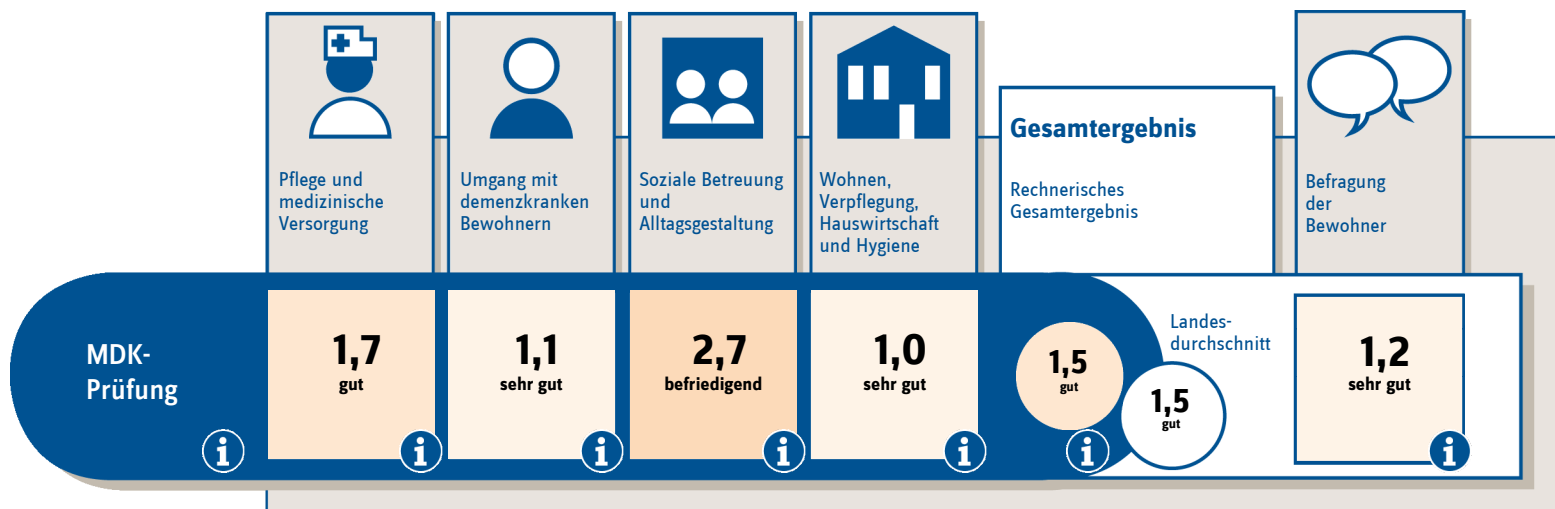 Pflege und
medizinische
Versorgung
Umgang mit
demenzkranken
Bewohnern
Soziale Betreuung
und
Alltagsgestaltung
Wohnen,
Verpflegung,
Hauswirtschaft
und Hygiene
Gesamtergebnis
Rechnerisches
Gesamtergebnis
Befragung
der
Bewohner
MDK-
Prüfung
i
1,7
gut
i
1,1
sehr gut
i
2,7
befriedigend
i
1,0
sehr gut
i
1,5
gut
i
Landes-
durchschnitt
1,5
gut
1,2
sehr gut
i